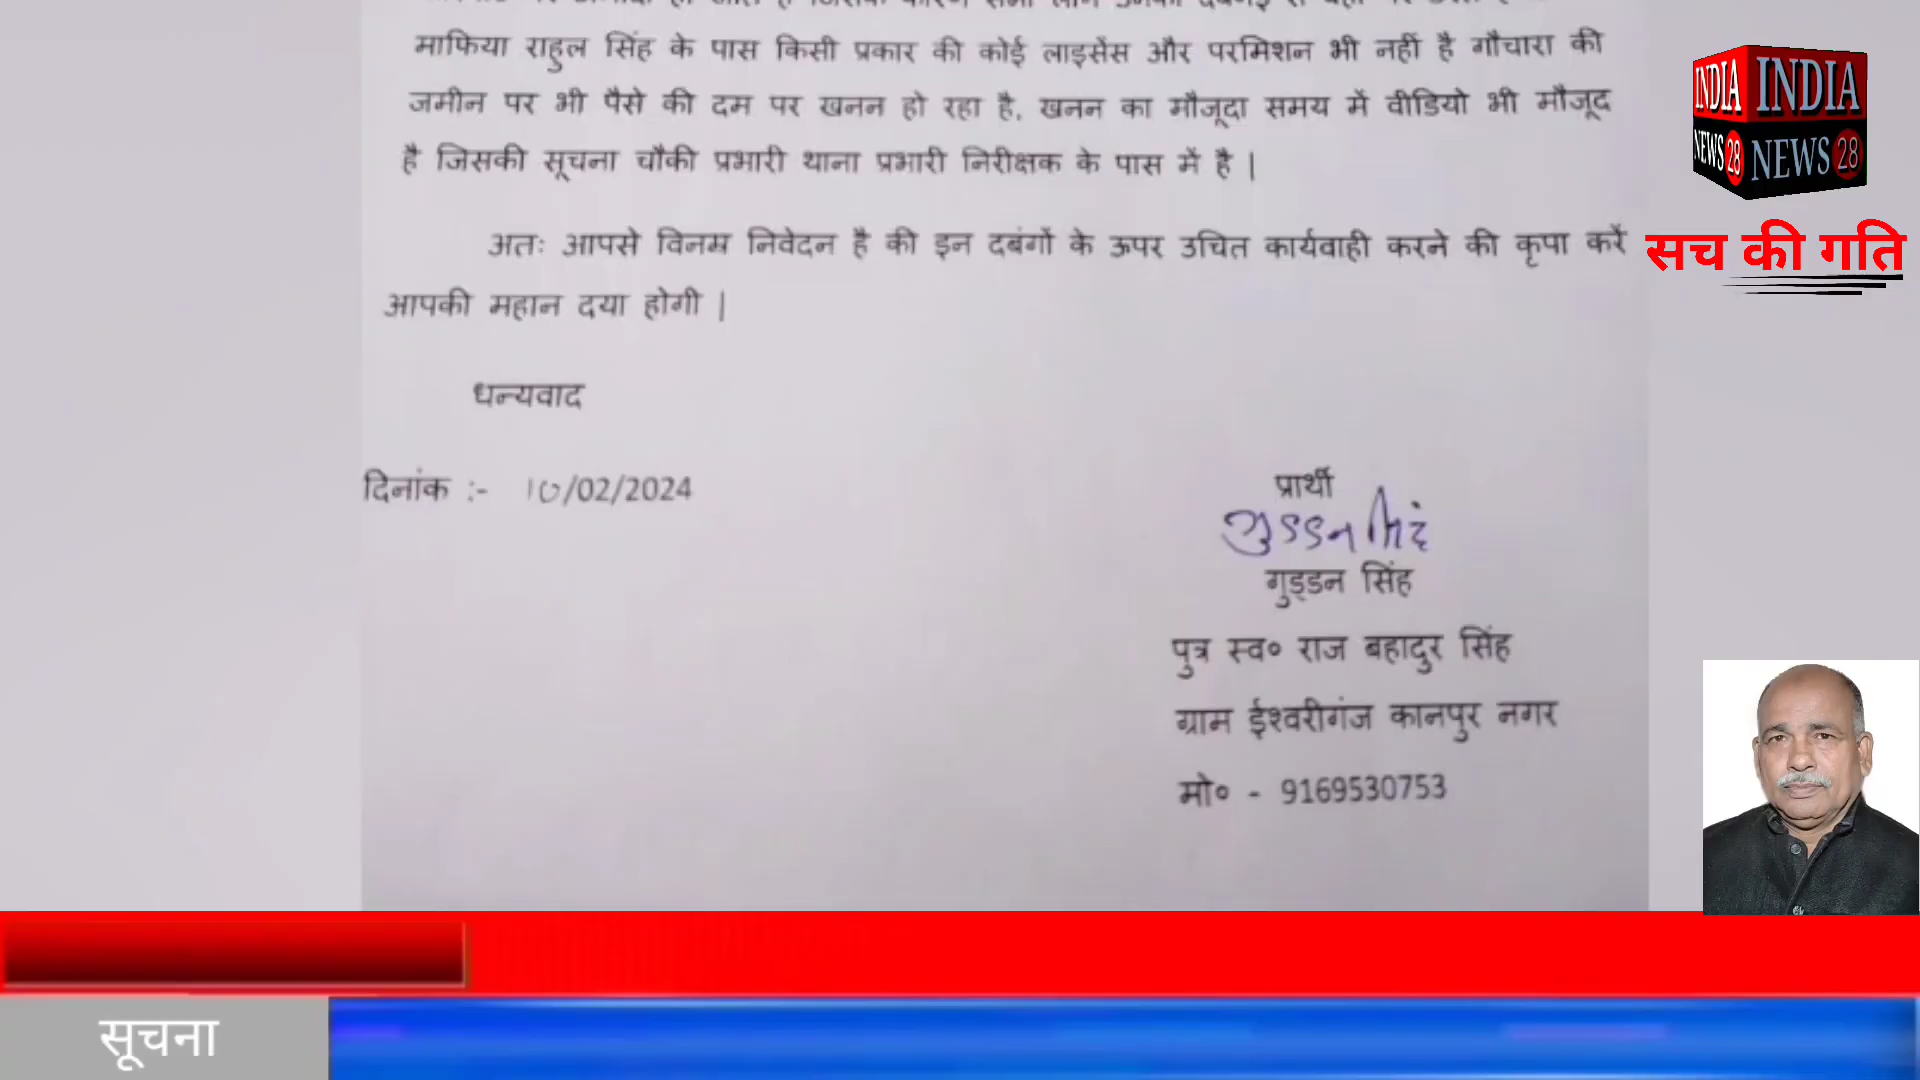 माफिया राहुल सिंह के पास किसी प्रकार की कोई लाइसेंस और परमिशन भी नहीं है गौचारा की
जमीन पर भी पैसे की दम पर खनन हो रहा है, खनन का मौजूदा समय में वीडियो भी मौजूद
है जिसकी सूचना चौकी प्रभारी थाना प्रभारी निरीक्षक के पास में है |
अतः आपसे विनम्र निवेदन है की इन दबंगों के ऊपर उचित कार्यवाही करने की कृपा करें
आपकी महान दया होगी |
धन्यवाद
दिनांक :- 10/02/2024
प्रार्थी
गुडडन सिंह
गुड्डन सिंह
पुत्र स्व० राज बहादुर सिंह
ग्राम ईश्वरीगंज कानपुर नगर
मो० - 9169530753
INDIA INDIA
NEWS 28 NEWS 28
सच की गति
सूचना